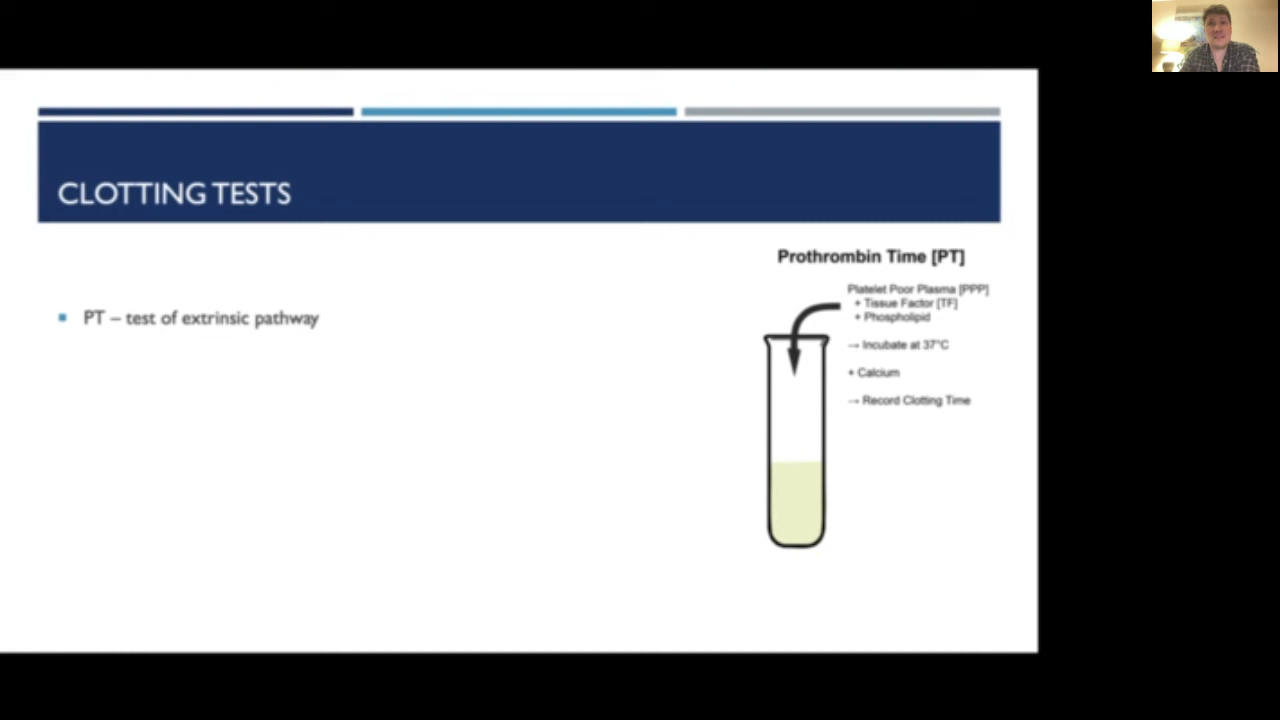 CLOTTING TESTS
PT – test of extrinsic pathway
Prothrombin Time [PT]
Platelet Poor Plasma [PPP]
+ Tissue Factor [TF]
+ Phospholipid
→ Incubate at 37°C
+ Calcium
→ Record Clotting Time